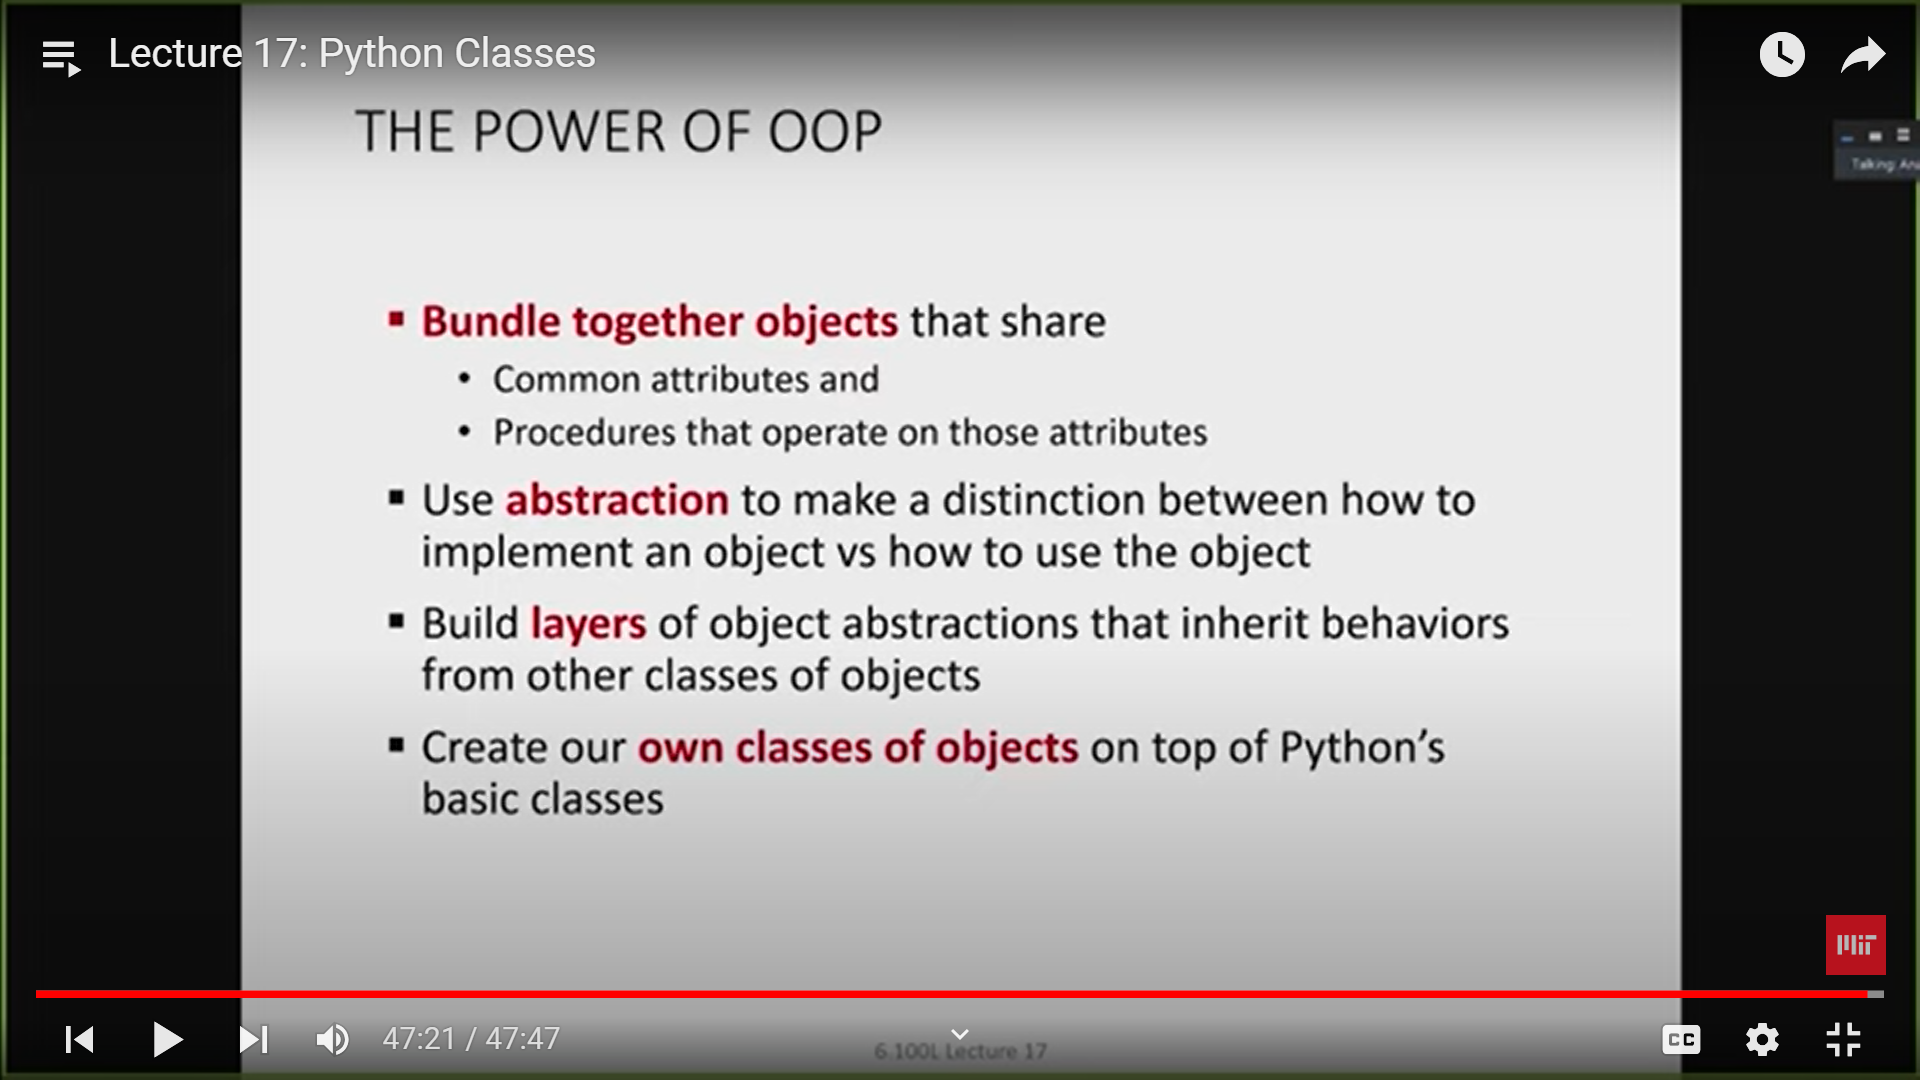 Lecture 17: Python Classes
THE POWER OF OOP
Talking:
Bundle together objects that share
• Common attributes and
• Procedures that operate on those attributes
Use abstraction to make a distinction between how to
implement an object vs how to use the object
Build layers of object abstractions that inherit behaviors
from other classes of objects
Create our own classes of objects on top of Python's
basic classes
MIT
47:21 / 47:47
CC
6.100L Lecture 17